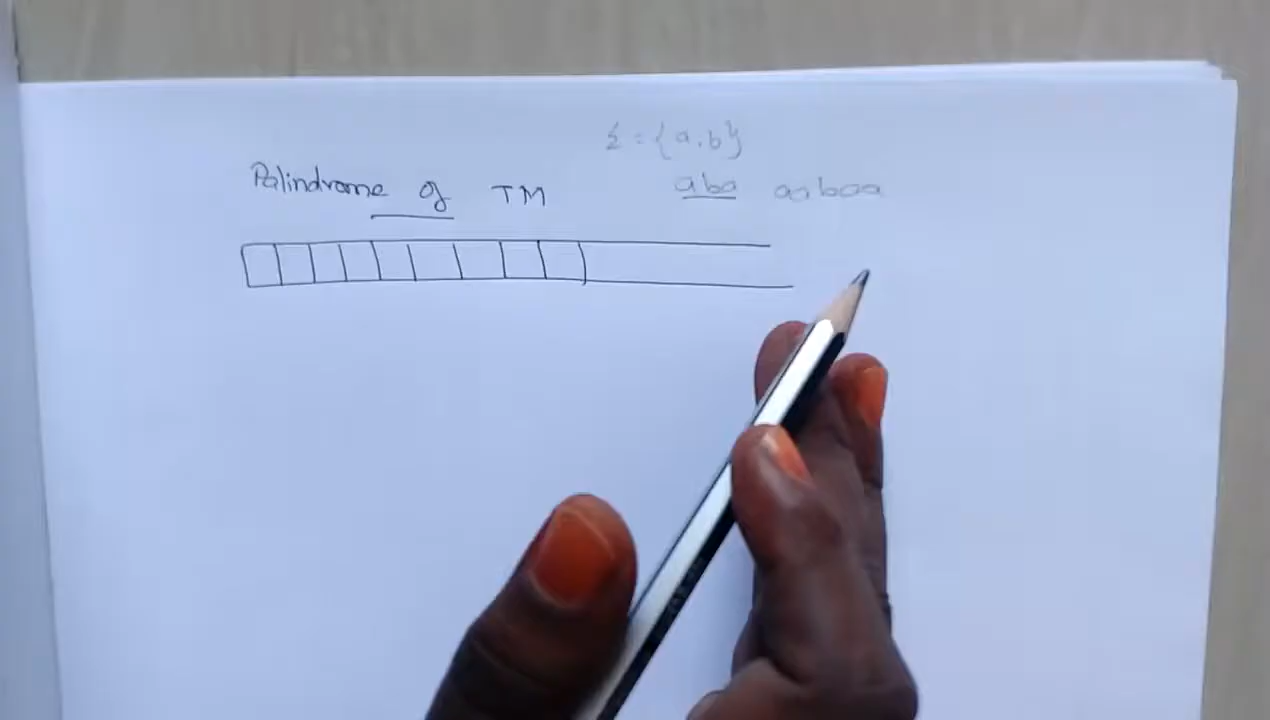 Σ = {a,b}
Palindrome of TM aba aabaa